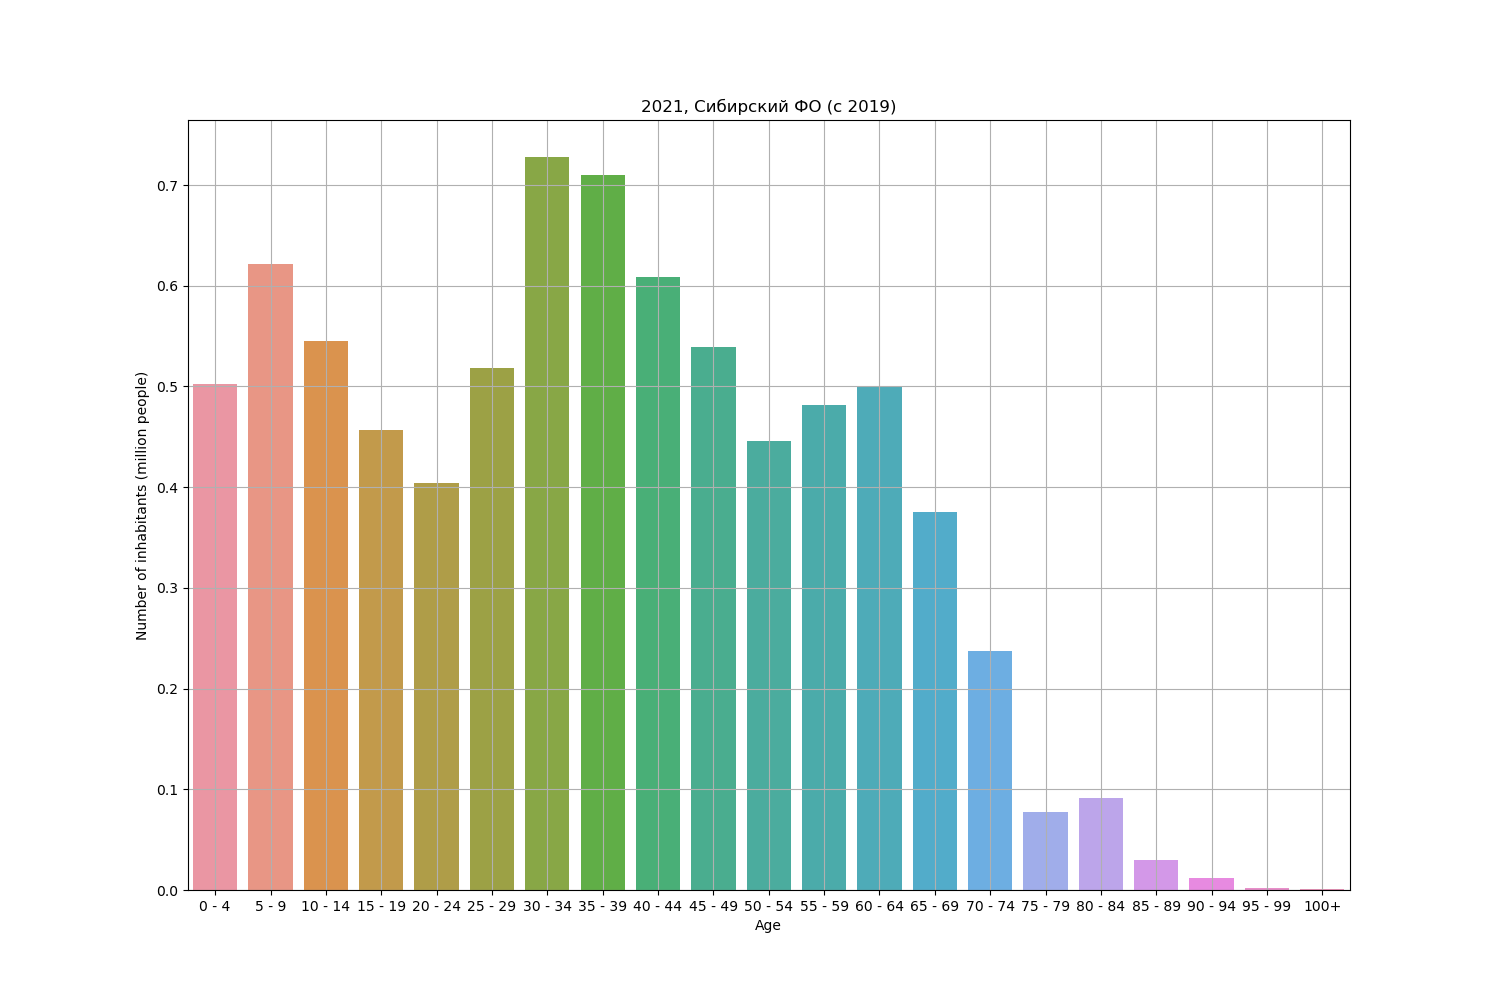 2021, Сибирский ФО (с 2019)
Number of inhabitants (million people)
0.7
0.6
0.5
0.4
0.3
0.2
0.1
0.0
0 - 4 5 - 9 10 - 14 15 - 19 20 - 24 25 - 29 30 - 34 35 - 39 40 - 44 45 - 49 50 - 54 55 - 59 60 - 64 65 - 69 70 - 74 75 - 79 80 - 84 85 - 89 90 - 94 95 - 99 100+
Age